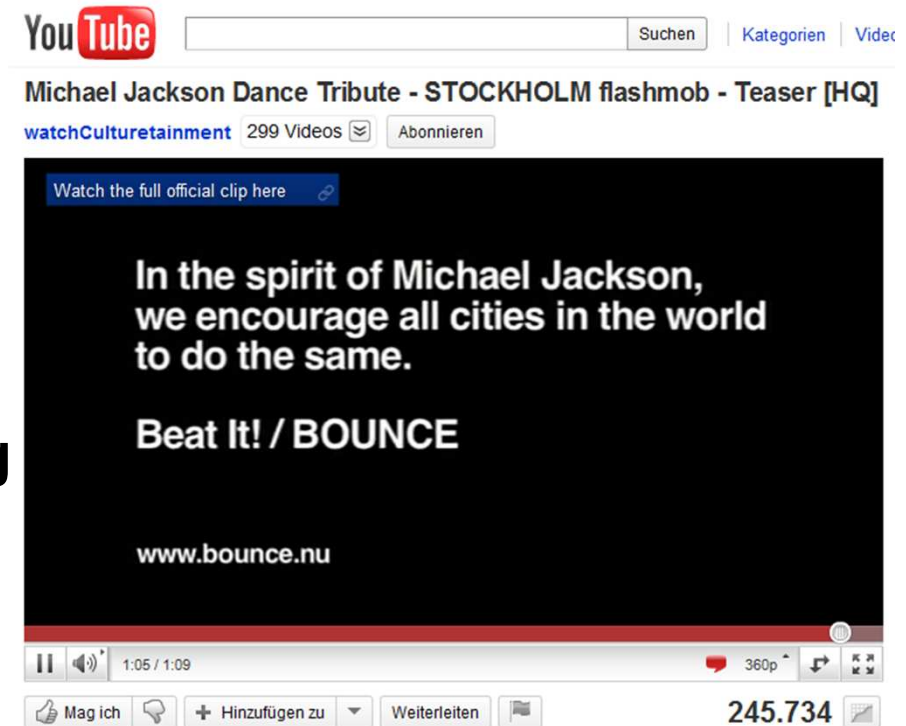 You Tube Suchen Kategorien
Michael Jackson Dance Tribute - STOCKHOLM flashmob - Teaser [HQ]
watchCulturetainment 299 Videos Abonnieren
Watch the full official clip here
In the spirit of Michael Jackson,
we encourage all cities in the world
to do the same.
Beat It! / BOUNCE
www.bounce.nu
1:05 / 1:09 360p
Mag ich + Hinzufügen zu Weiterleiten 245.734